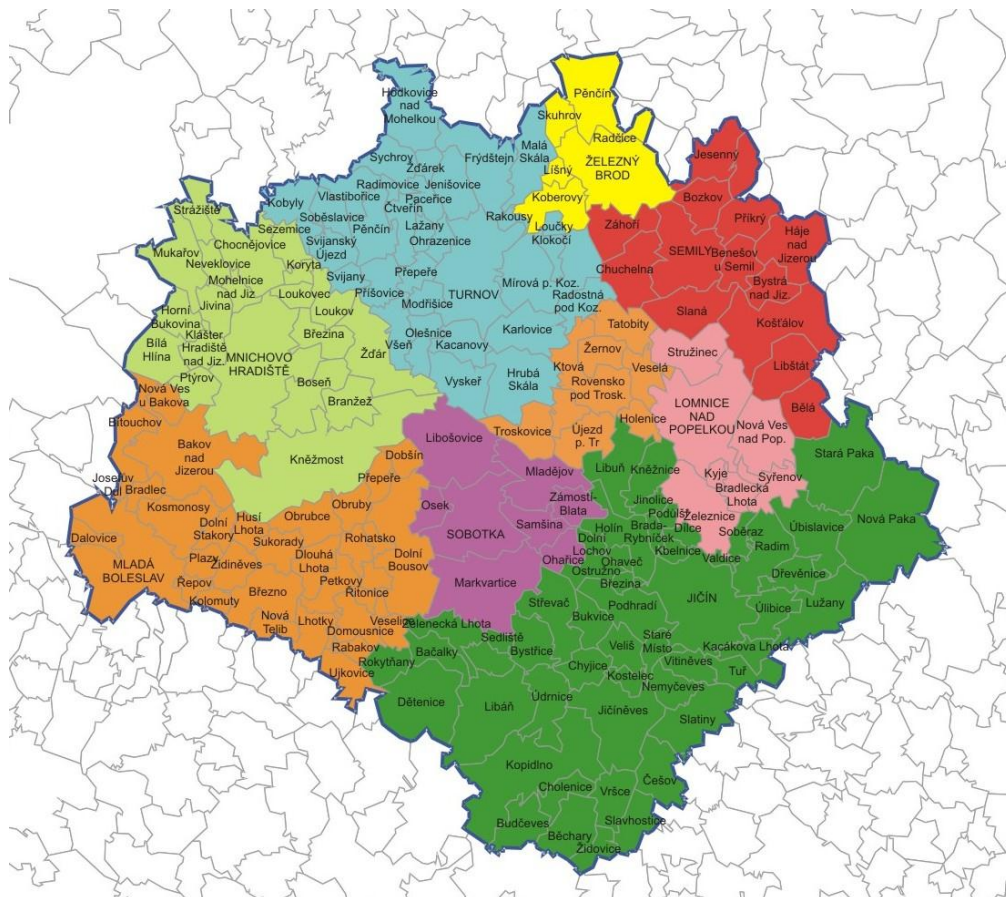 Hodkovice
nad
Mohelkou
Pěnčín
Skuhrov
Radčice
Malá
Skála
ŽELEZNÝ
BROD
Líšný
Koberovy
Jesenný
Bozkov
Příkrý
Háje
nad
Jizerou
Sychrov
Žďárek
Frýdštejn
Radimovice
Jenišovice
Vlastibořice
Paceřice
Čtveřín
Kobyly
Soběslavice
Lažany
Rakousy
Loučky
Klokočí
Záhoří
SEMILY
Benešov
u Semil
Bystrá
nad Jiz.
Strážiště
Sezemice
Pěnčín
Ohrazenice
Svijanský
Újezd
Chocnějovice
Mukařov
Neveklovice
Koryta
Mohelnice
nad Jiz
Svijany
Přepeře
Chuchelna
Mírová p. Koz.
Loukovec
Příšovice
TURNOV
Radostná
pod Koz.
Slaná
Košťálov
Jivina
Loukov
Modřišice
Horní
Bukovina
Březina
Olešnice
Karlovice
Tatobity
Všeň
Kacanovy
Žernov
Stružinec
Bílá
Hlína
Klášter
Hradiště
nad Jiz.
MNICHOVO
HRADIŠTĚ
Žďár
Ktová
Veselá
Libštát
Ptýrov
Boseň
Vyskeř
Hrubá
Skála
Rovensko
pod Trosk.
Nová Ves
u Bakova
Branžež
LOMNICE
NAD
POPELKOU
Bělá
Bítouchov
Troskovice
Újezd
p. Tr
Holenice
Nová Ves
nad Pop.
Bakov
nad
Jizerou
Libošovice
Kněžmost
Dobšín
Mladějov
Libuň
Kněžnice
Stará Paka
Josefův
Důl
Bradlec
Přepeře
Kyje
Syřenov
Bradlecká
Lhota
Kosmonosy
Osek
Zámostí-
Blata
Jinolice
Husí
Lhota
Obrubce
Obruby
Podůlší
Železnice
Nová Paka
Dolní
Stakory
Samšina
Holín
Brada-
Rybníček
Dílce
Soběraz
Úbislavice
Dalovice
Sukorady
Rohatsko
SOBOTKA
Dolní
Lochov
Kbelnice
Radim
MLADÁ
BOLESLAV
Plazy
Židněves
Dlouhá
Lhota
Dolní
Bousov
Ohařice
Ohaveč
Valdice
Ostružno
Dřevěnice
Řepov
Petkovy
Markvartice
Březina
Kolomuty
Březno
Řitonice
Střevač
Podhradí
JIČÍN
Úlibice
Lužany
Nová
Telib
Lhotky
Veselice
Zelenecká Lhota
Bukvice
Domousnice
Sedliště
Staré
Místo
Rabakov
Bačalky
Bystřice
Veliš
Kacákova Lhota
Rokytňany
Chyjice
Vitiněves
Ujkovice
Kostelec
Tuř
Nemyčeves
Dětenice
Libáň
Údrnice
Jičíněves
Slatiny
Kopidlno
Češov
Cholenice
Vršce
Budčeves
Slavhostice
Běchary
Židovice